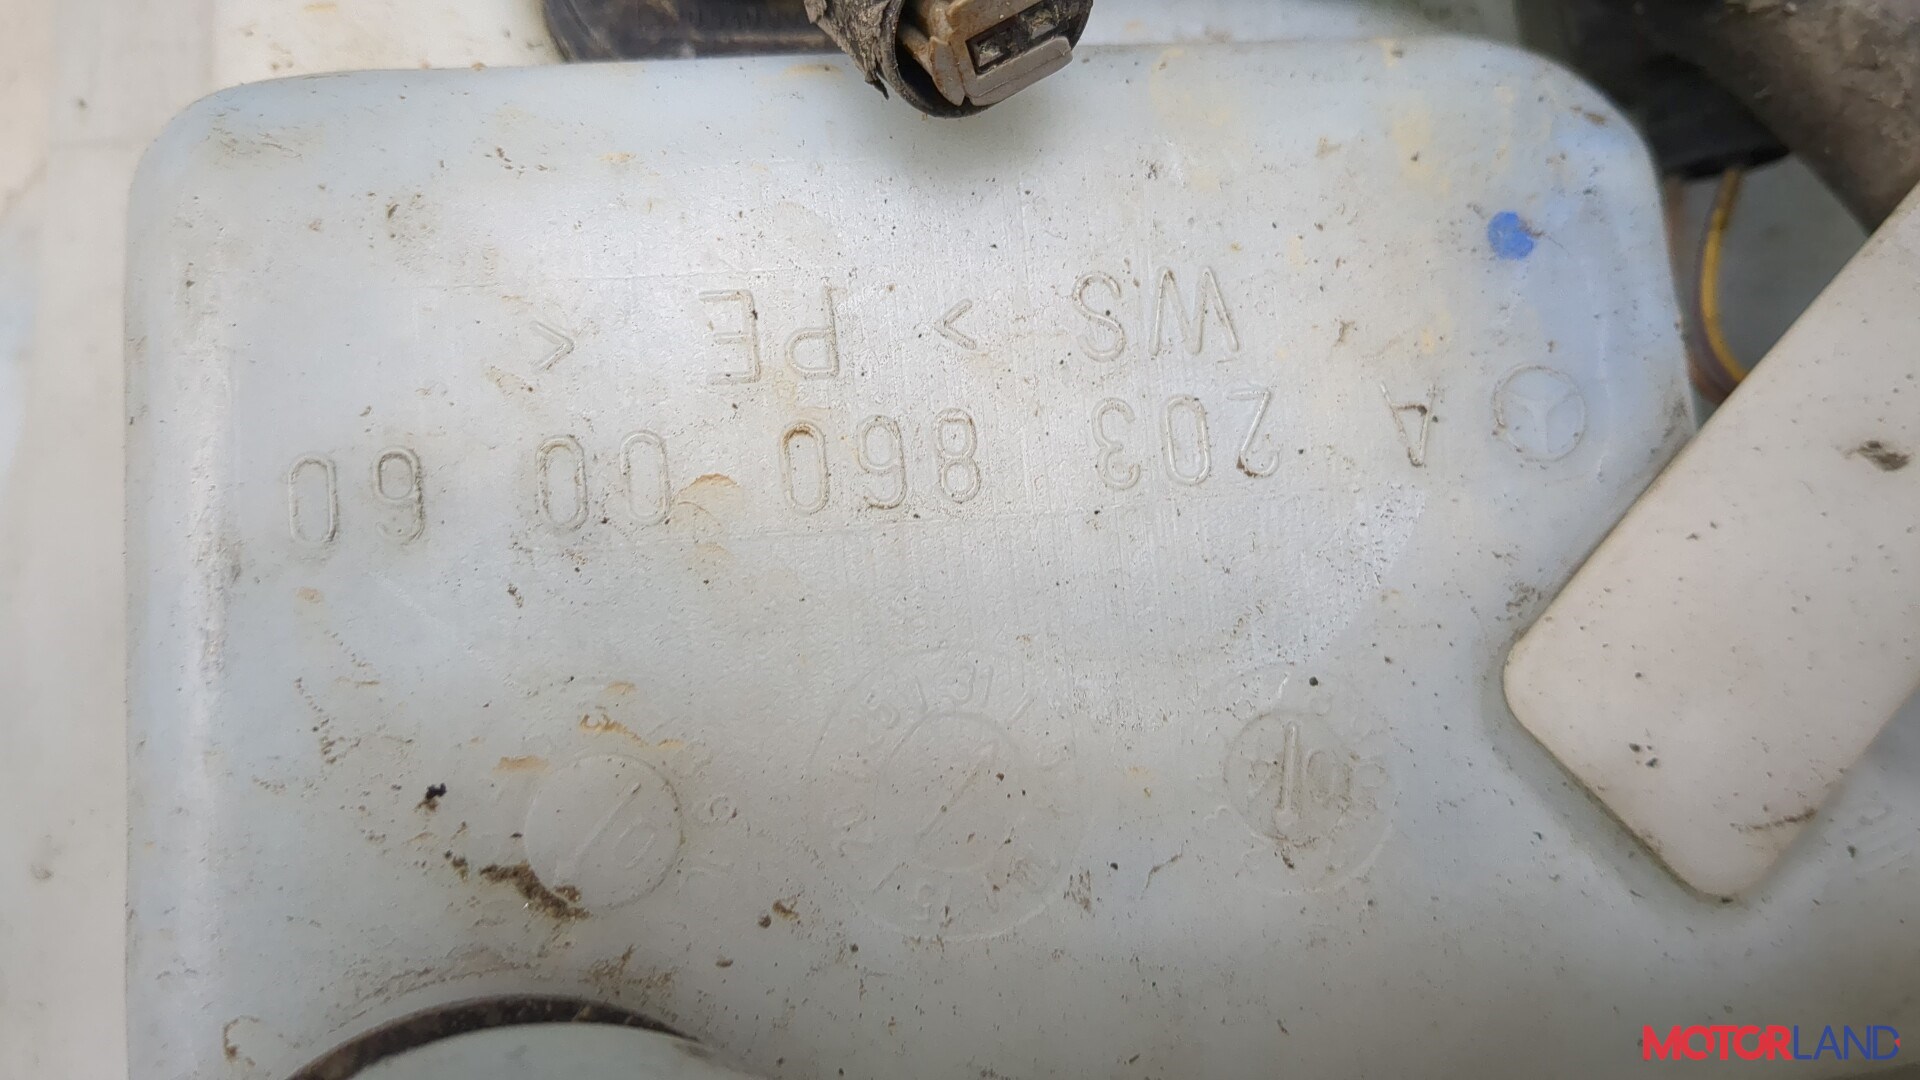 A 203 860 00 60
WS > PE <
MOTORLAND